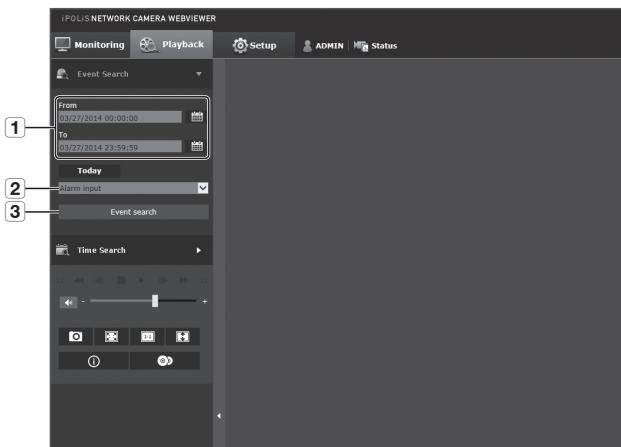 iPOLiS NETWORK CAMERA WEBVIEWER
Monitoring
Playback
Setup
ADMIN
Status
Event Search
From
1
03/27/2014 00:00:00
To
03/27/2014 23:59:59
Today
2
Alarm input
3
Event search
Time Search
-
+
1:1